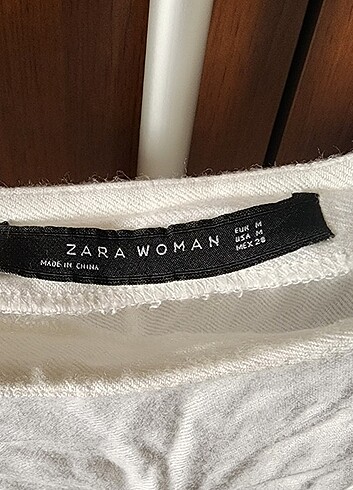 ZARA WOMAN
MADE IN CHINA
EUR M
USA M
MEX 28